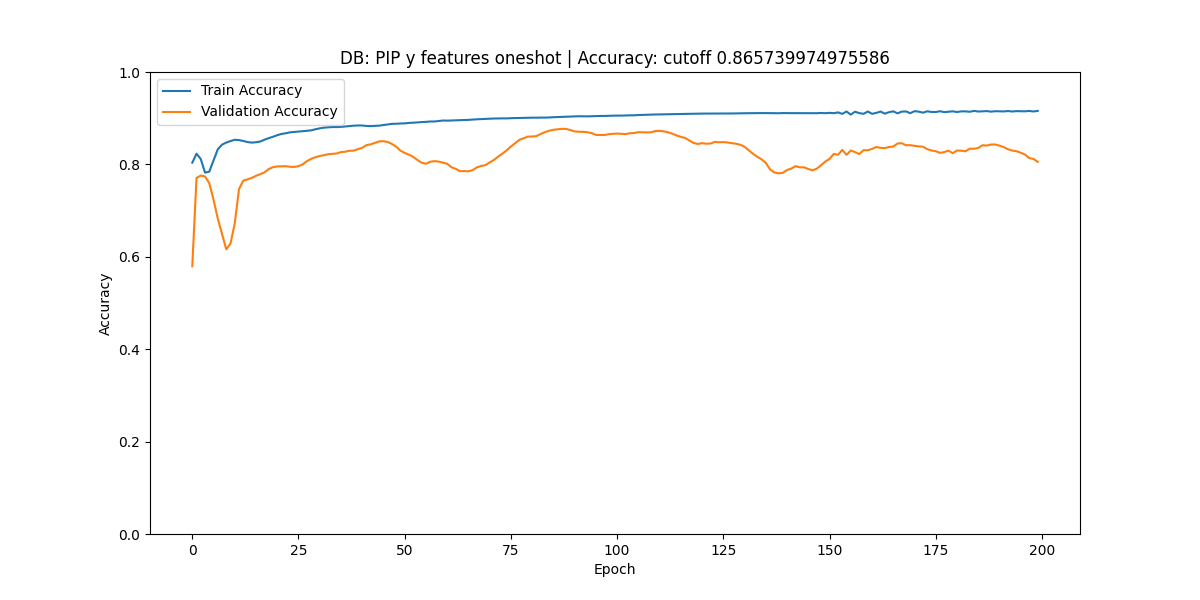 DB: PIP y features oneshot | Accuracy: cutoff 0.865739974975586
Train Accuracy
Validation Accuracy
1.0
0.8
0.6
0.4
0.2
0.0
Accuracy
0 25 50 75 100 125 150 175 200
Epoch